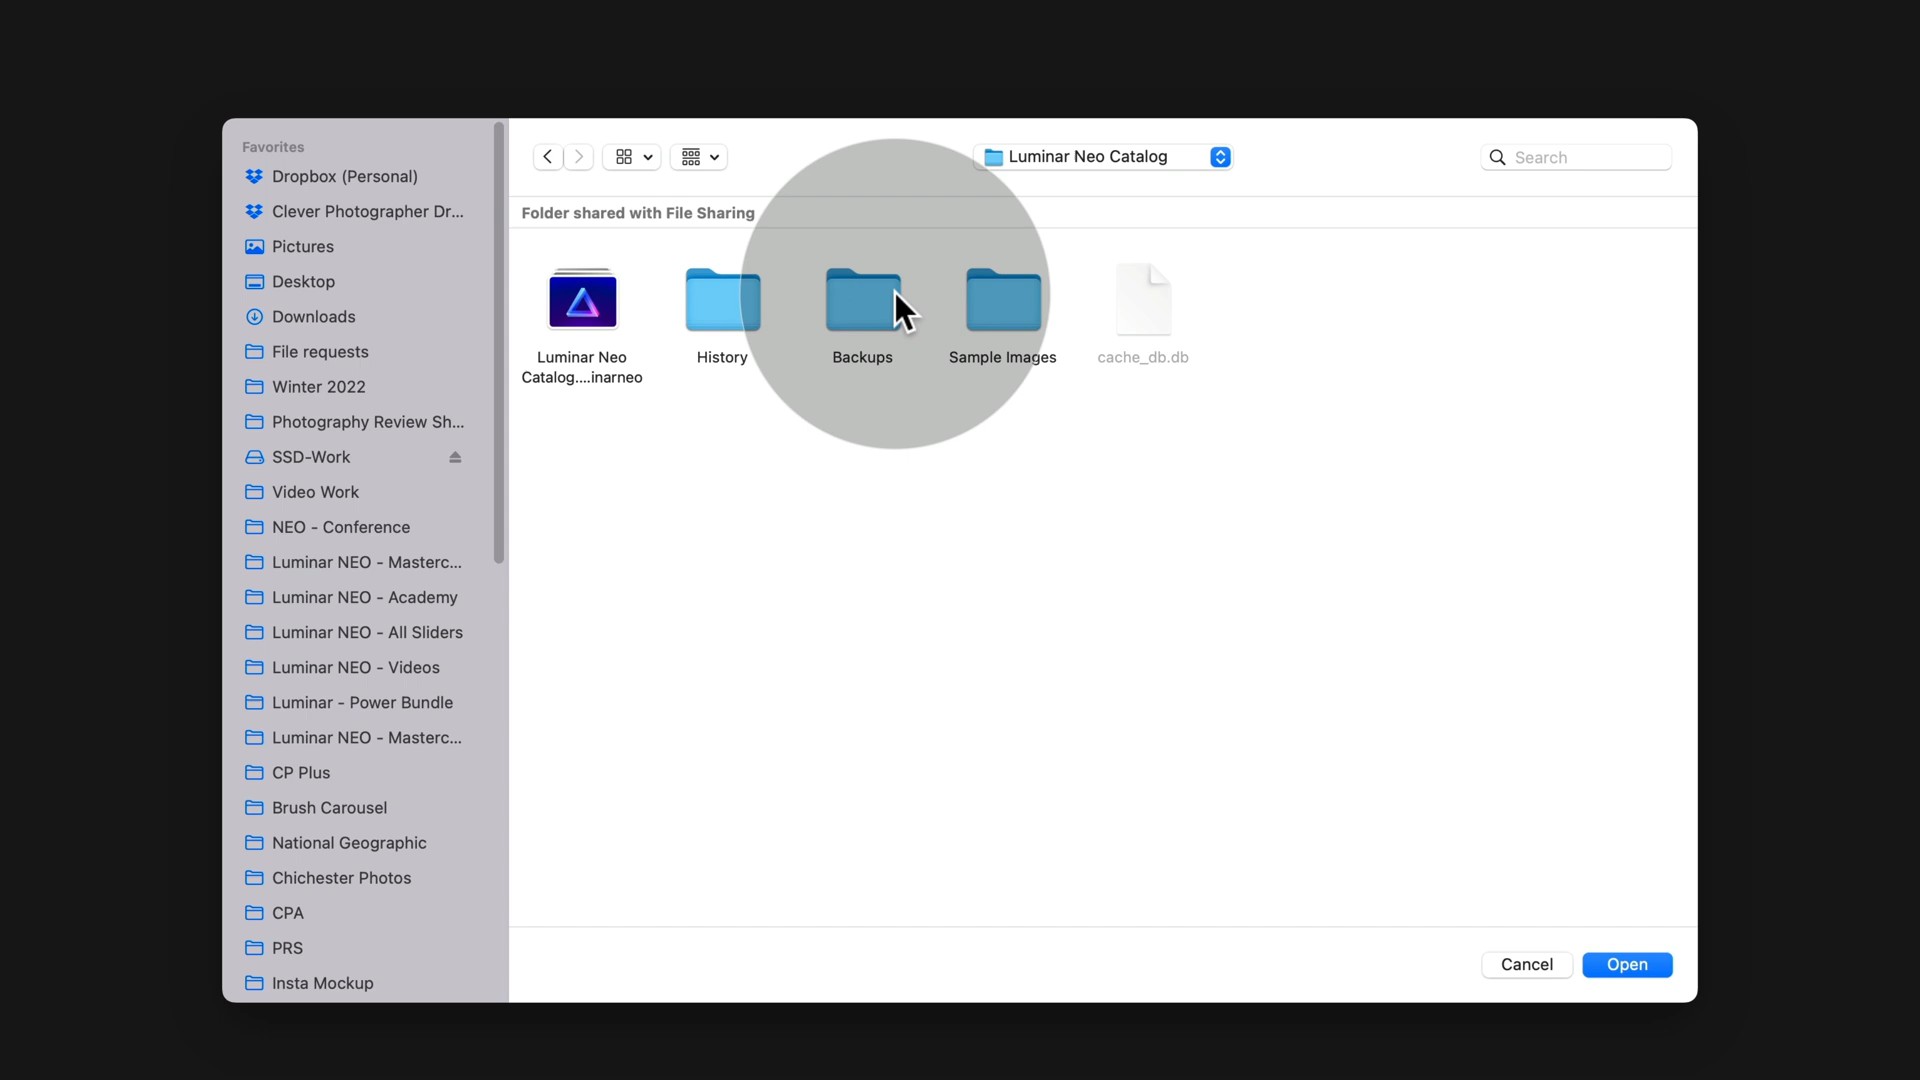 Favorites
Dropbox (Personal)
Clever Photographer Dr...
Pictures
Desktop
Downloads
File requests
Winter 2022
Photography Review Sh...
SSD-Work
Video Work
NEO - Conference
Luminar NEO - Masterc...
Luminar NEO - Academy
Luminar NEO - All Sliders
Luminar NEO - Videos
Luminar - Power Bundle
Luminar NEO - Masterc...
CP Plus
Brush Carousel
National Geographic
Chichester Photos
CPA
PRS
Insta Mockup
Luminar Neo Catalog
Search
Folder shared with File Sharing
Luminar Neo
Catalog....inarneo
History
Backups
Sample Images
cache_db.db
Cancel
Open